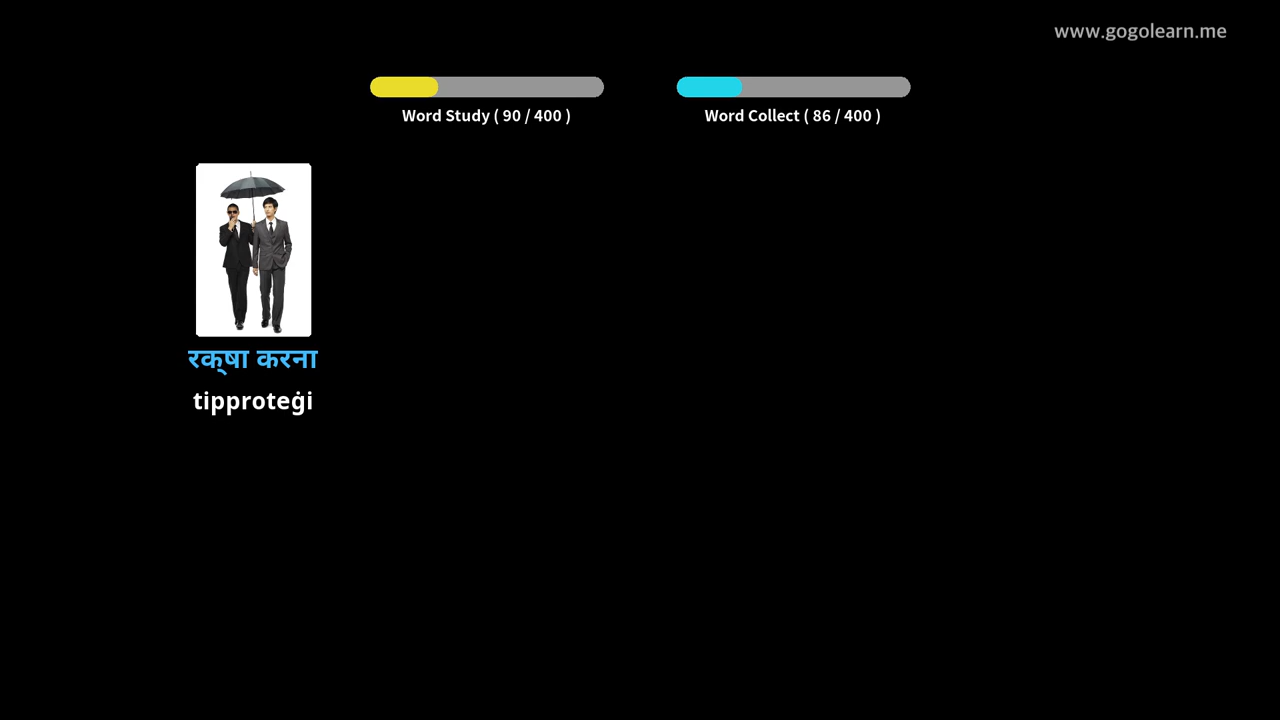 www.gogolearn.me
Word Study ( 90 / 400 )
Word Collect ( 86 / 400 )
रक्षा करना
tipproteġi